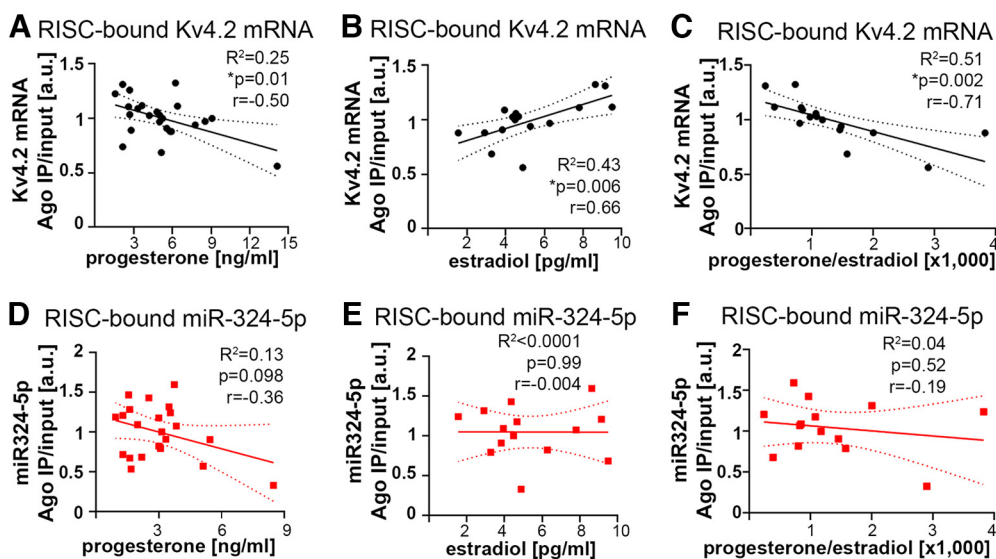 A RISC-bound Kv4.2 mRNA
R²=0.25
*p=0.01
r=-0.50
Kv4.2 mRNA
Ago IP/input [a.u.]
1.5
1
0.5
0
3 6 9 12 15
progesterone [ng/ml]
B RISC-bound Kv4.2 mRNA
R²=0.43
*p=0.006
r=0.66
Kv4.2 mRNA
Ago IP/input [a.u.]
1.5
1
0.5
0
2 4 6 8 10
estradiol [pg/ml]
C RISC-bound Kv4.2 mRNA
R²=0.51
*p=0.002
r=-0.71
Kv4.2 mRNA
Ago IP/input [a.u.]
1.5
1
0.5
0
1 2 3 4
progesterone/estradiol [x1,000]
D RISC-bound miR-324-5p
R²=0.13
p=0.098
r=-0.36
miR324-5p
Ago IP/input [a.u.]
2
1.5
1
0.5
0
3 6 9
progesterone [ng/ml]
E RISC-bound miR-324-5p
R²<0.0001
p=0.99
r=-0.004
miR324-5p
Ago IP/input [a.u.]
2
1.5
1
0.5
0
2 4 6 8 10
estradiol [pg/ml]
F RISC-bound miR-324-5p
R²=0.04
p=0.52
r=-0.19
miR324-5p
Ago IP/input [a.u.]
2
1.5
1
0.5
0
1 2 3 4
progesterone/estradiol [x1,000]